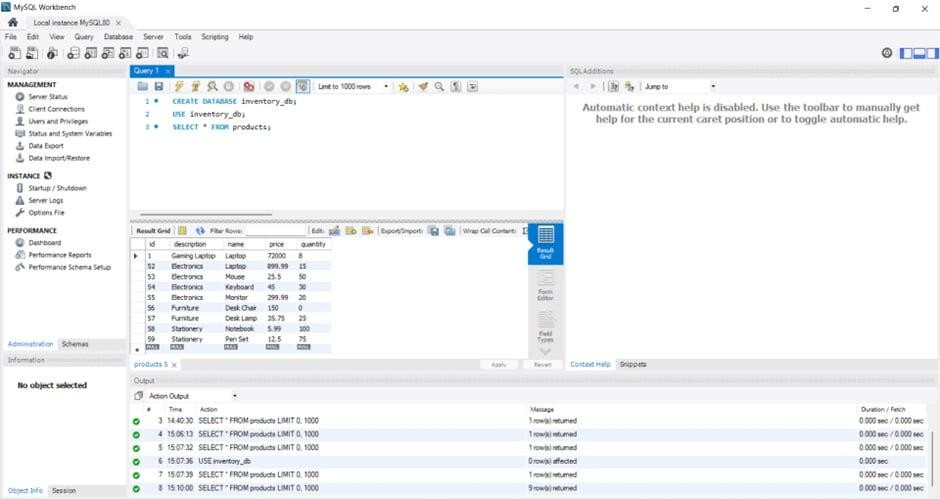 MySQL Workbench
Local instance MySQL80 ×
File Edit View Query Database Server Tools Scripting Help
Navigator
MANAGEMENT
Server Status
Client Connections
Users and Privileges
Status and System Variables
Data Export
Data Import/Restore
INSTANCE
Startup / Shutdown
Server Logs
Options File
PERFORMANCE
Dashboard
Performance Reports
Performance Schema Setup
Administration Schemas
Information
No object selected
Object Info Session
Query 1 ×
Limit to 1000 rows
1 CREATE DATABASE inventory_db;
2 USE inventory_db;
3 SELECT * FROM products;
Result Grid Filter Rows: Edit: Export/Import: Wrap Cell Content:
id description name price quantity
1 Gaming Laptop Laptop 72000 8
52 Electronics Laptop 899.99 15
53 Electronics Mouse 25.5 50
54 Electronics Keyboard 45 30
55 Electronics Monitor 299.99 20
56 Furniture Desk Chair 150 0
57 Furniture Desk Lamp 35.75 25
58 Stationery Notebook 5.99 100
59 Stationery Pen Set 12.5 75
NULL NULL NULL NULL NULL
Result Grid
Form Editor
Field Types
products 5 ×
Apply Revert
SQLAdditions
Jump to
Automatic context help is disabled. Use the toolbar to manually get
help for the current caret position or to toggle automatic help.
Context Help Snippets
Output
Action Output
# Time Action Message Duration / Fetch
3 14:40:30 SELECT * FROM products LIMIT 0, 1000 1 row(s) returned 0.000 sec / 0.000 sec
4 15:06:13 SELECT * FROM products LIMIT 0, 1000 1 row(s) returned 0.000 sec / 0.000 sec
5 15:07:32 SELECT * FROM products LIMIT 0, 1000 1 row(s) returned 0.000 sec / 0.000 sec
6 15:07:36 USE inventory_db 0 row(s) affected 0.000 sec
7 15:07:39 SELECT * FROM products LIMIT 0, 1000 1 row(s) returned 0.000 sec / 0.000 sec
8 15:10:00 SELECT * FROM products LIMIT 0, 1000 9 row(s) returned 0.000 sec / 0.000 sec